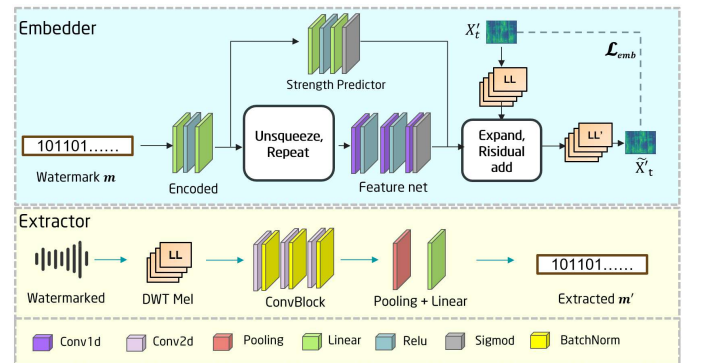 Embedder
X′ₜ
𝓛ₑₘᵦ
LL
Strength Predictor
101101......
Unsqueeze,
Repeat
Expand,
Risidual
add
LL'
Watermark m
Encoded
Feature net
X̃′ₜ
Extractor
LL
101101......
Watermarked
DWT Mel
ConvBlock
Pooling + Linear
Extracted m′
Conv1d
Conv2d
Pooling
Linear
Relu
Sigmod
BatchNorm